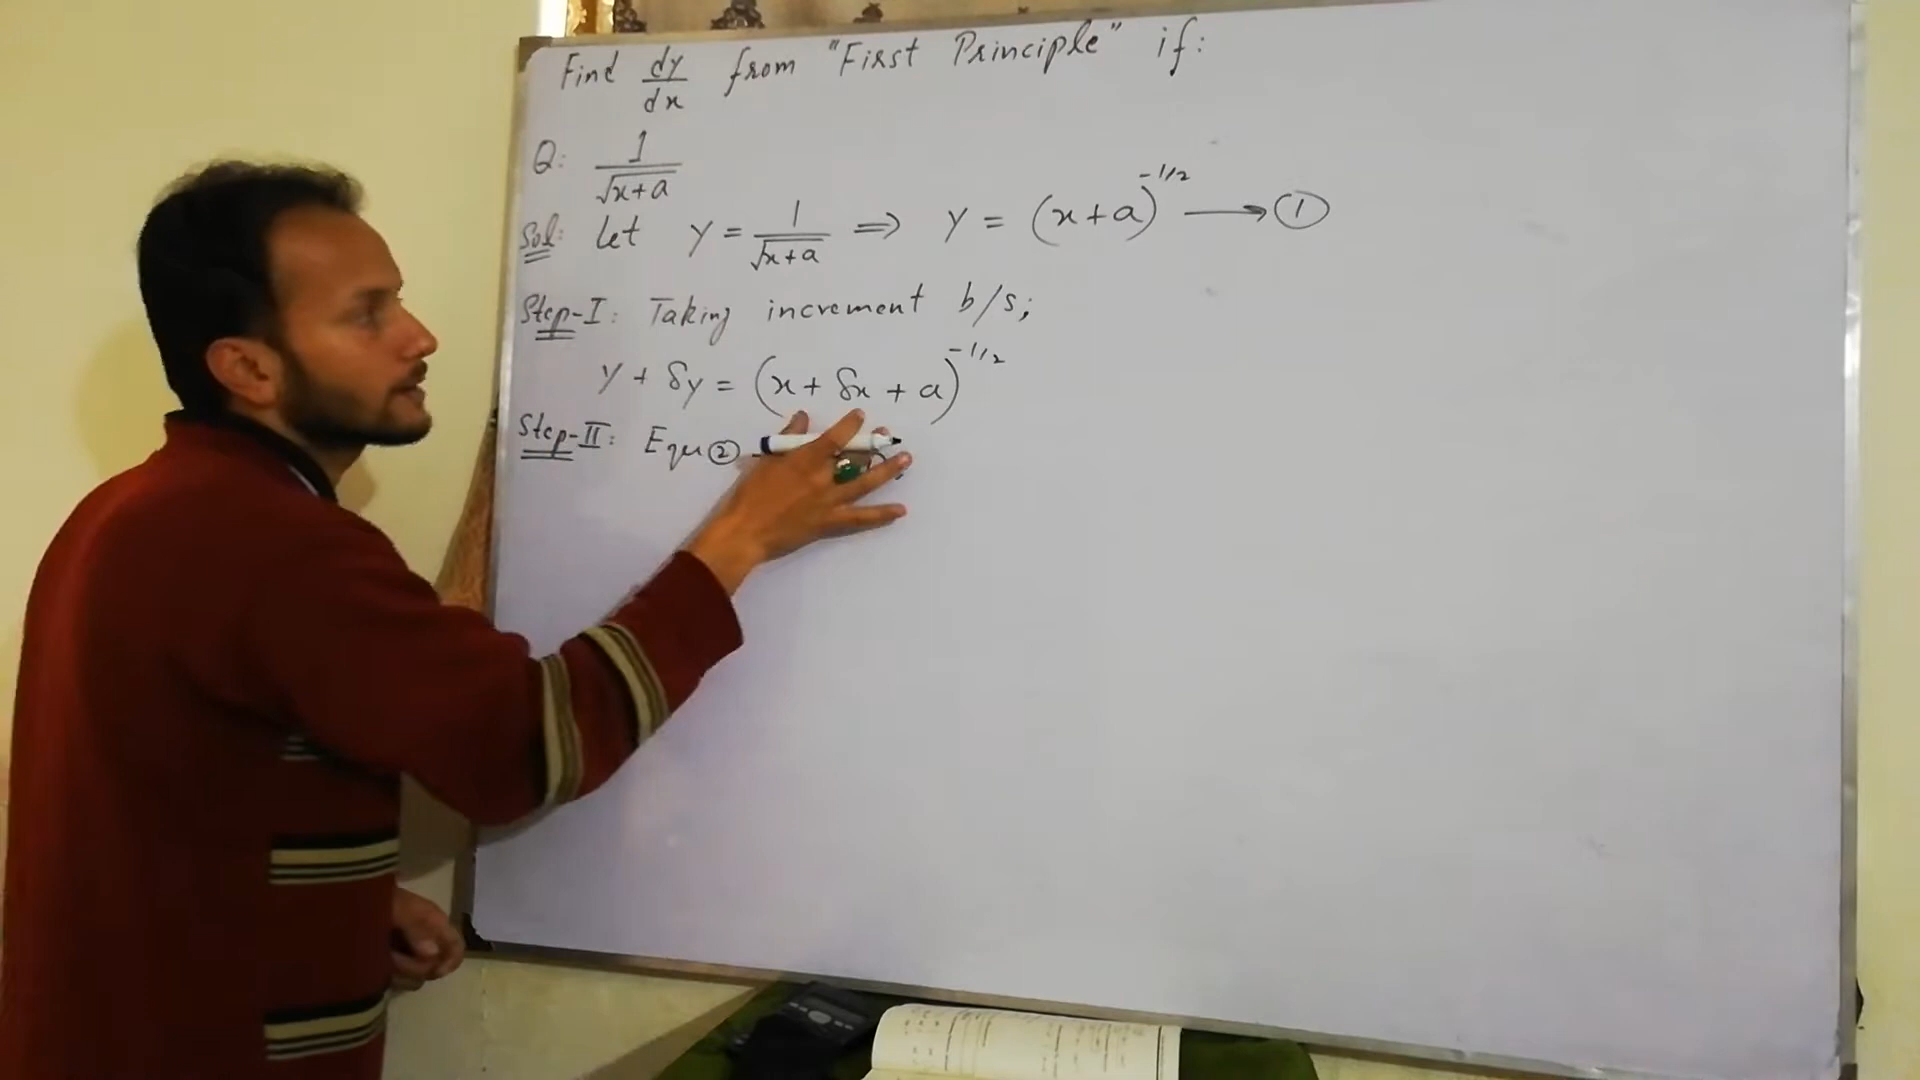 Find dy/dx from "First Principle" if:
Q: 1/√x+a
Sol: Let y = 1/√x+a ⇒ y = (x+a)^-1/2 → ①
Step-I: Taking increment b/s;
y + δy = (x + δx + a)^-1/2
Step-II: Equ ②